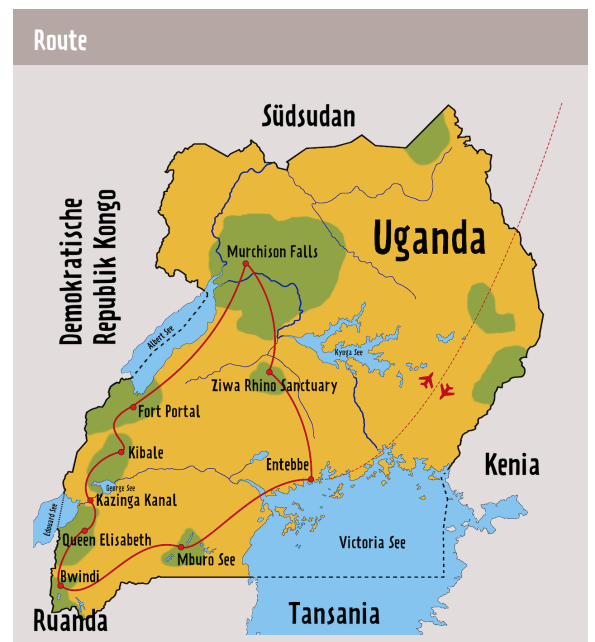 Route
Südsudan
Demokratische
Republik Kongo
Uganda
Murchison Falls
Albert See
Kyoga See
Ziwa Rhino Sanctuary
Fort Portal
Kibale
Entebbe
Kenia
George See
Kazinga Kanal
Edouard See
Queen Elisabeth
Victoria See
Mburo See
Bwindi
Ruanda
Tansania